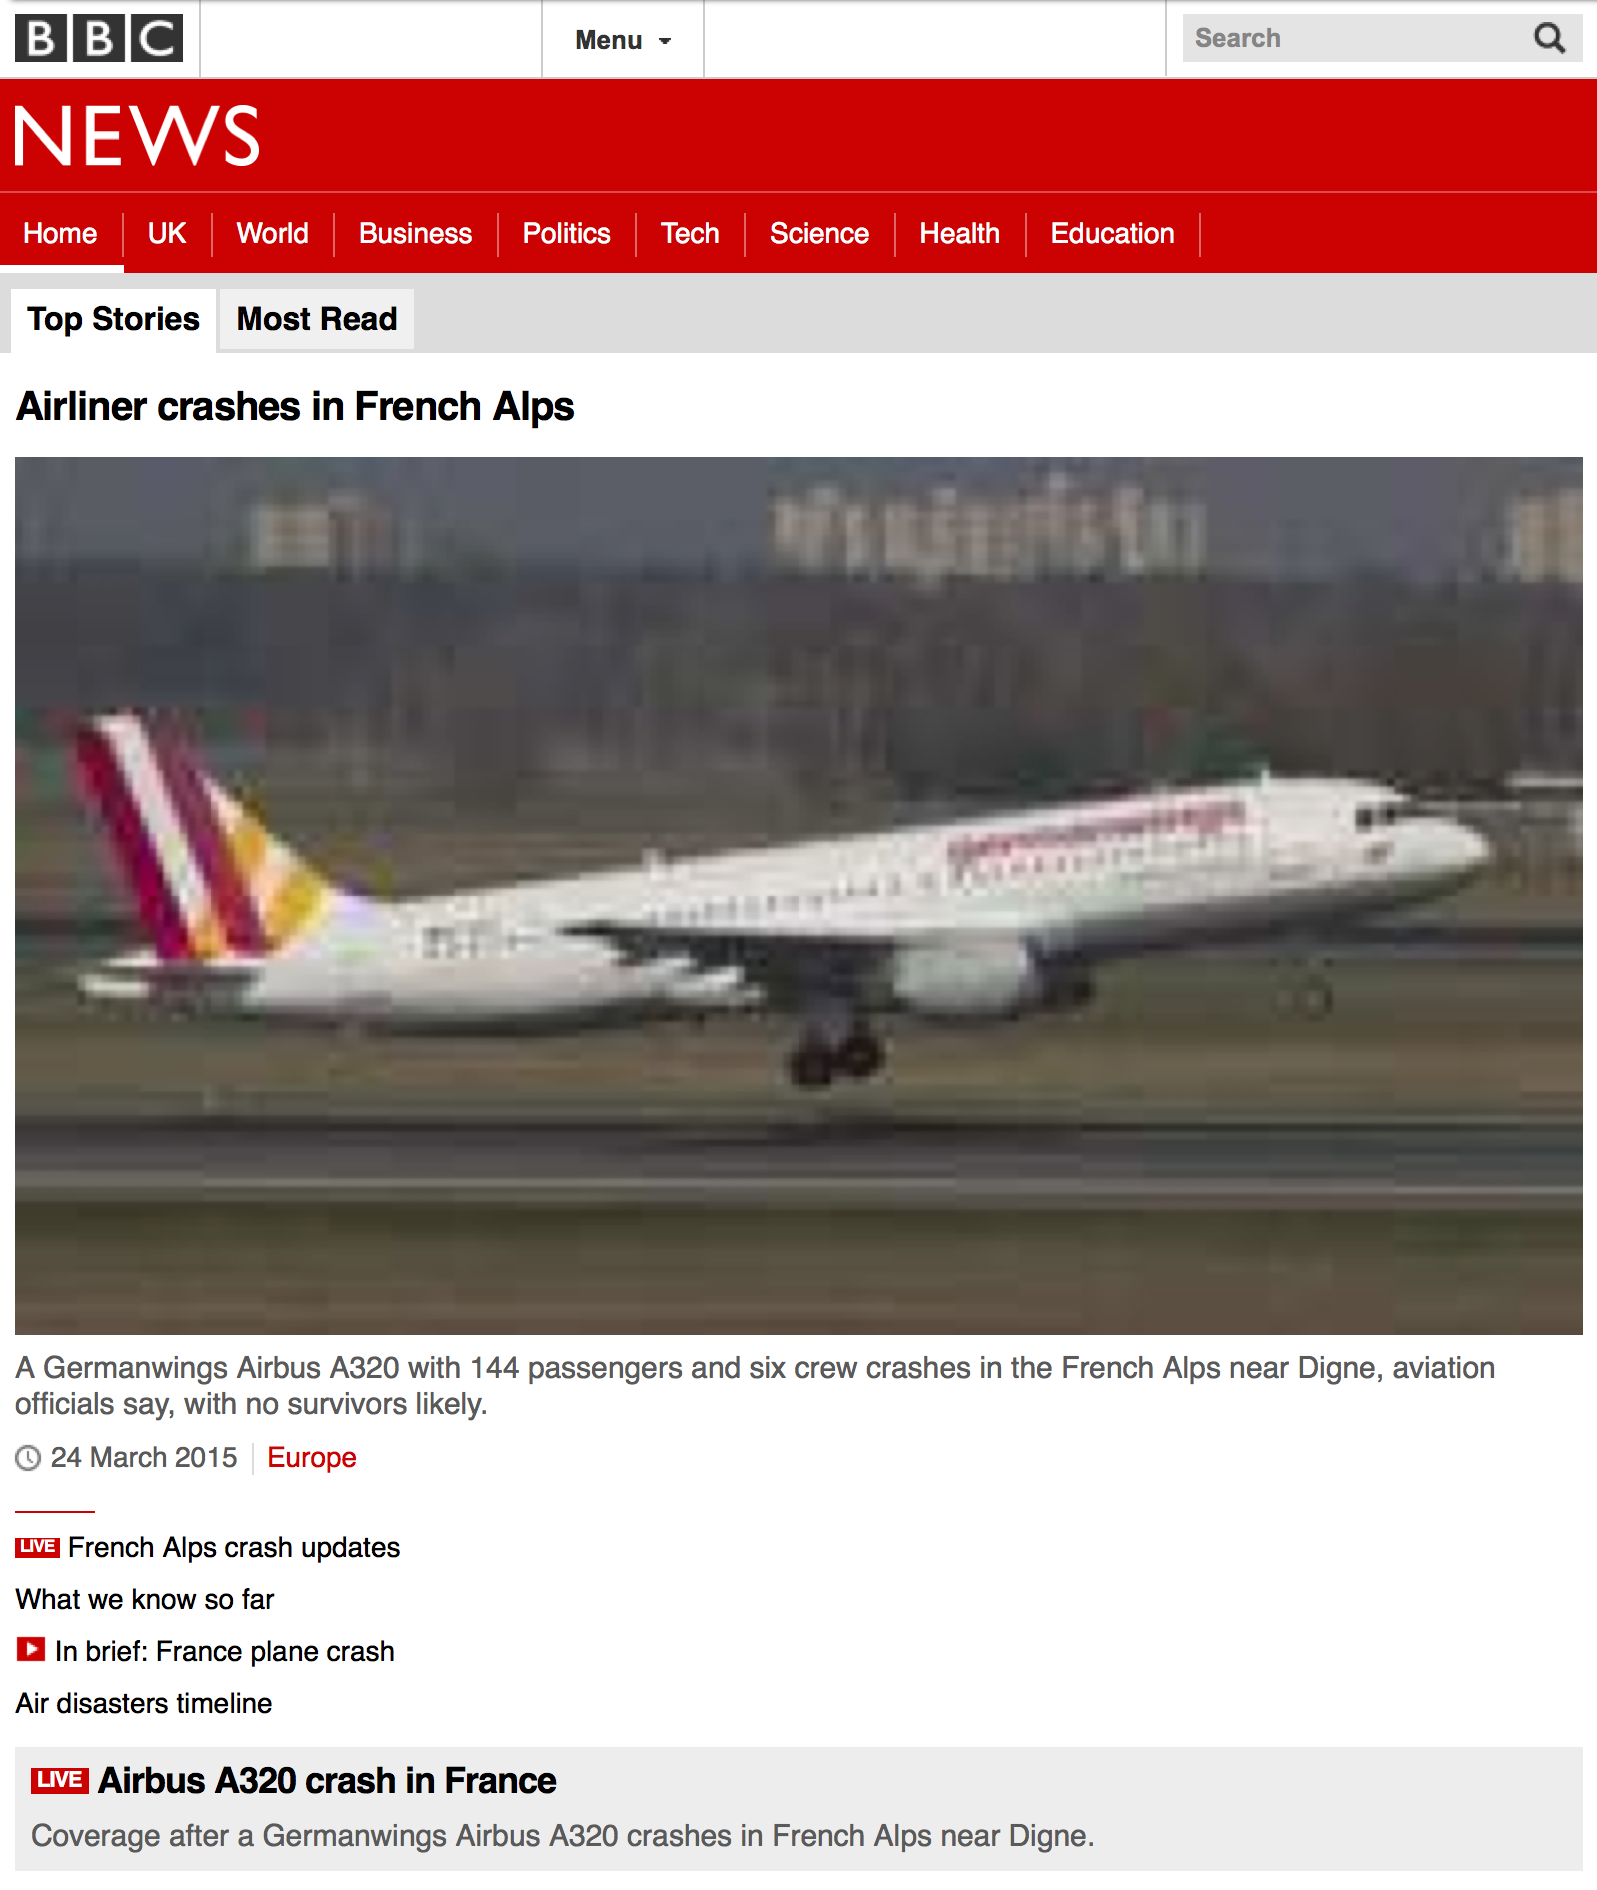 BBC
Menu
Search
NEWS
Home
UK
World
Business
Politics
Tech
Science
Health
Education
Top Stories
Most Read
Airliner crashes in French Alps
germanwings
A Germanwings Airbus A320 with 144 passengers and six crew crashes in the French Alps near Digne, aviation
officials say, with no survivors likely.
24 March 2015
Europe
LIVE French Alps crash updates
What we know so far
In brief: France plane crash
Air disasters timeline
LIVE Airbus A320 crash in France
Coverage after a Germanwings Airbus A320 crashes in French Alps near Digne.